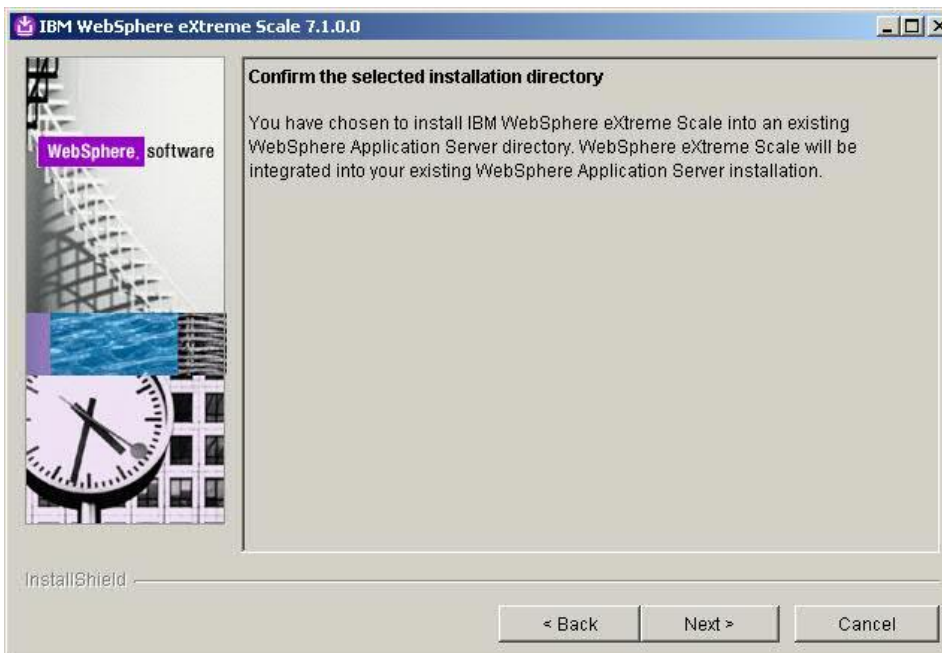 IBM WebSphere eXtreme Scale 7.1.0.0
WebSphere. software
Confirm the selected installation directory
You have chosen to install IBM WebSphere eXtreme Scale into an existing
WebSphere Application Server directory. WebSphere eXtreme Scale will be
integrated into your existing WebSphere Application Server installation.
InstallShield
< Back
Next >
Cancel